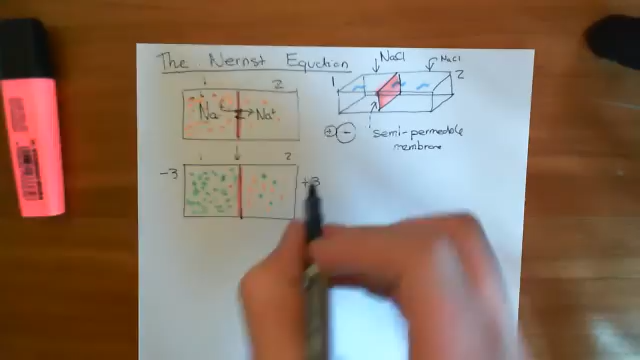 The Nernst Equation
NaCl
NaCl
1 2
1 2
Na⁺ Na⁺
+ -
semi-permeable
membrane
1 2
-3 +3